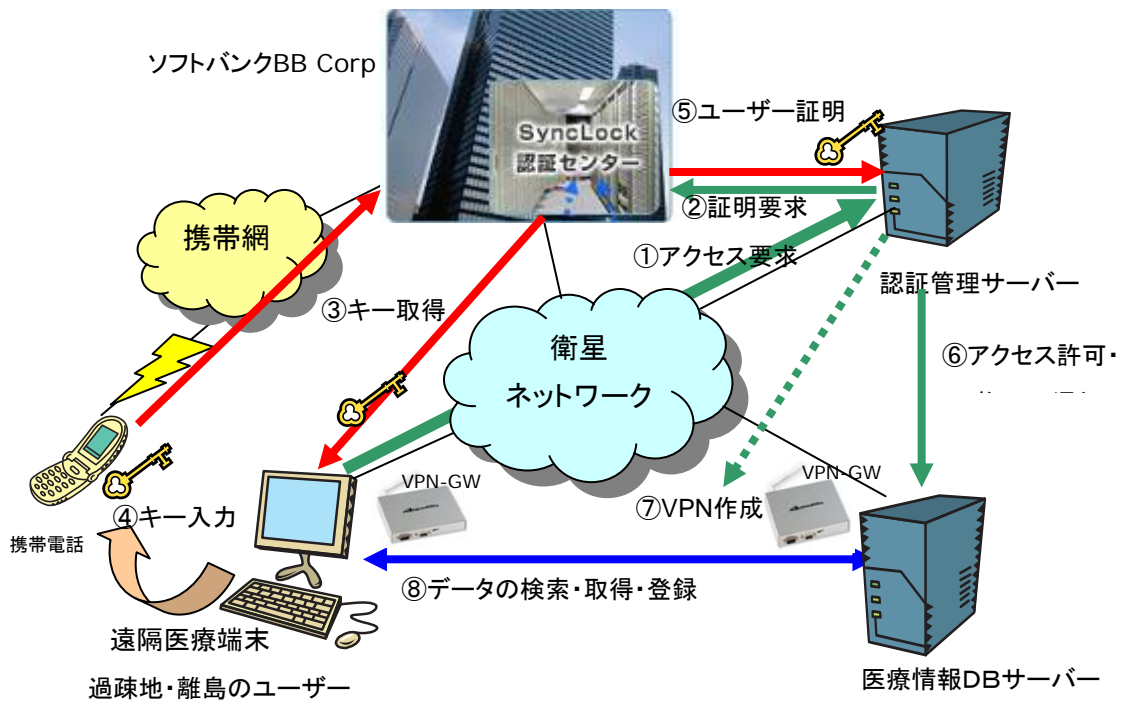 ソフトバンクBB Corp
SyncLock
認証センター
⑤ユーザー証明
②証明要求
①アクセス要求
携帯網
③キー取得
認証管理サーバー
衛星
ネットワーク
⑥アクセス許可・
VPN-GW
VPN-GW
④キー入力
⑦VPN作成
携帯電話
⑧データの検索・取得・登録
遠隔医療端末
過疎地・離島のユーザー
医療情報DBサーバー